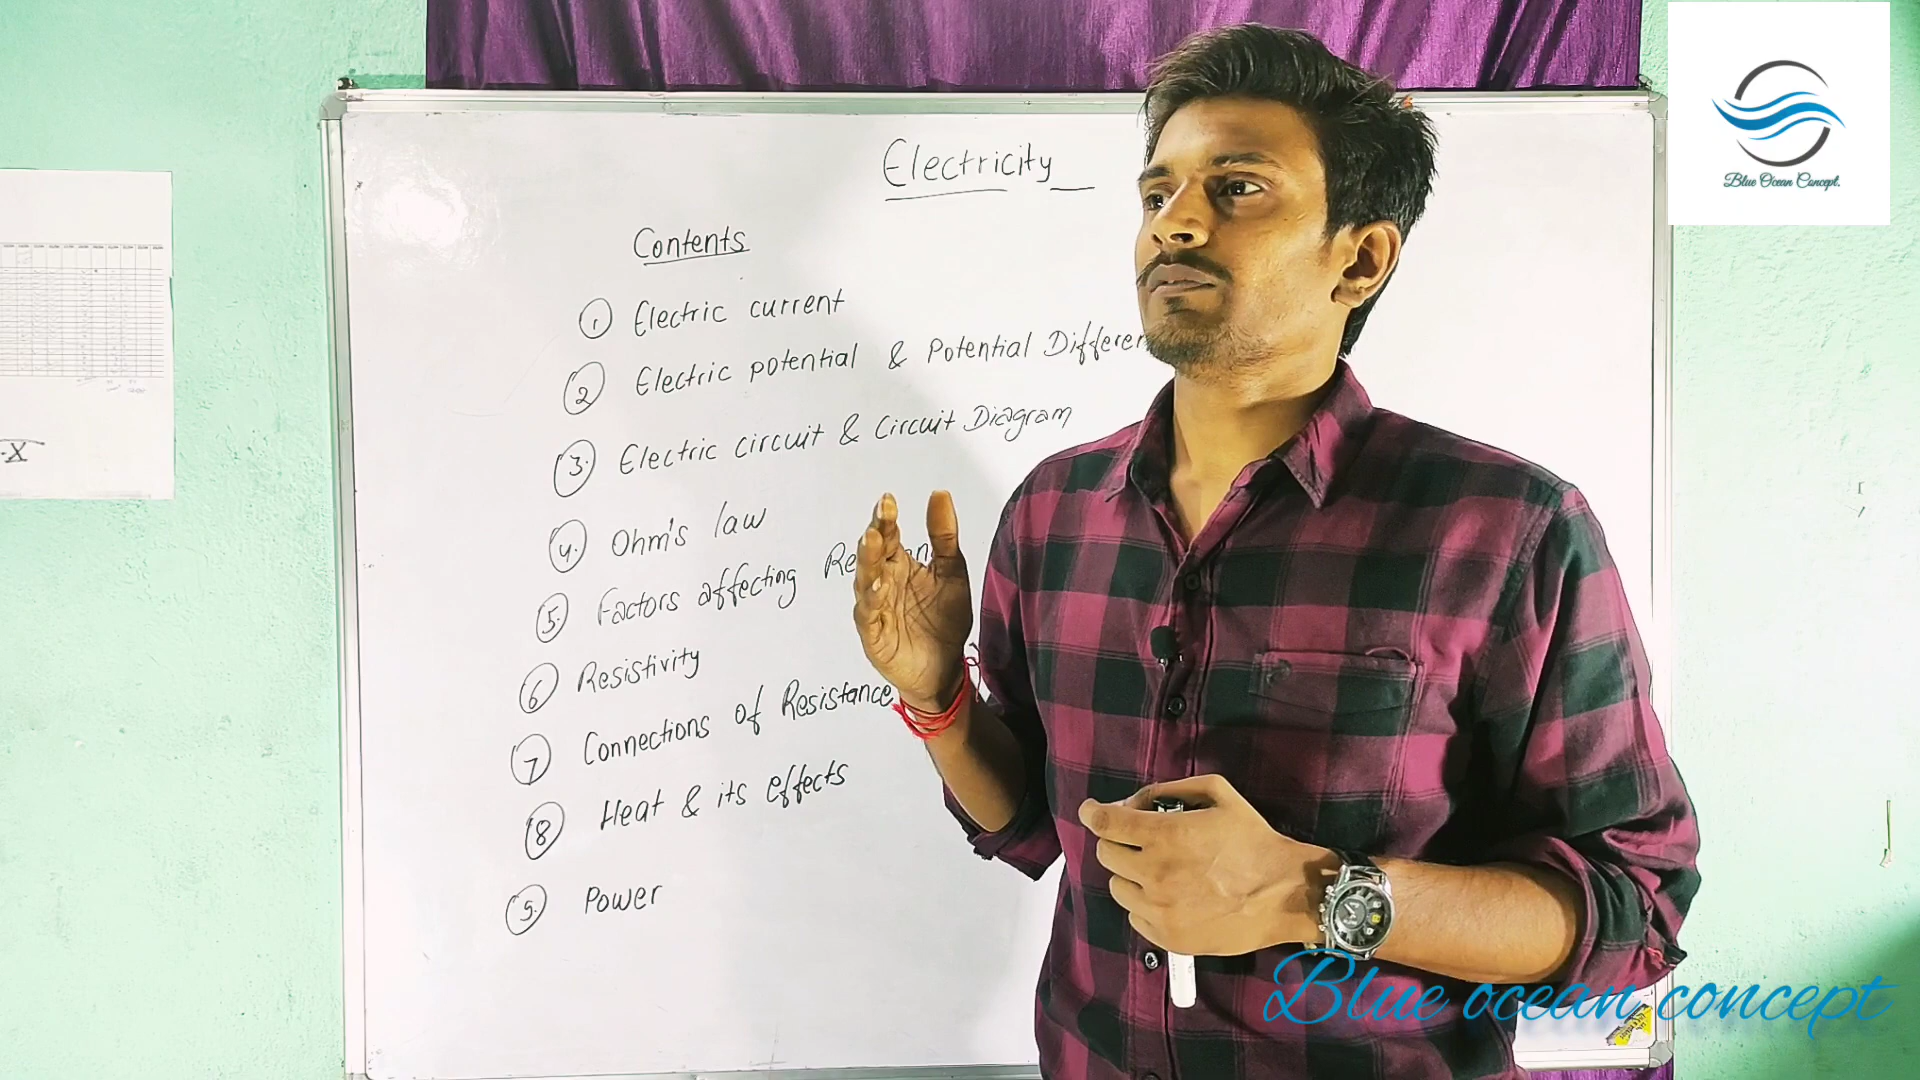 Electricity
Contents
1 Electric current
2 Electric potential & Potential Differen
3. Electric circuit & Circuit Diagram
4. Ohm's law
5. Factors affecting
6 Resistivity
7 Connections of Resistance
8 Heat & its effects
9. Power
-X
Blue Ocean Concept.
Blue ocean concept